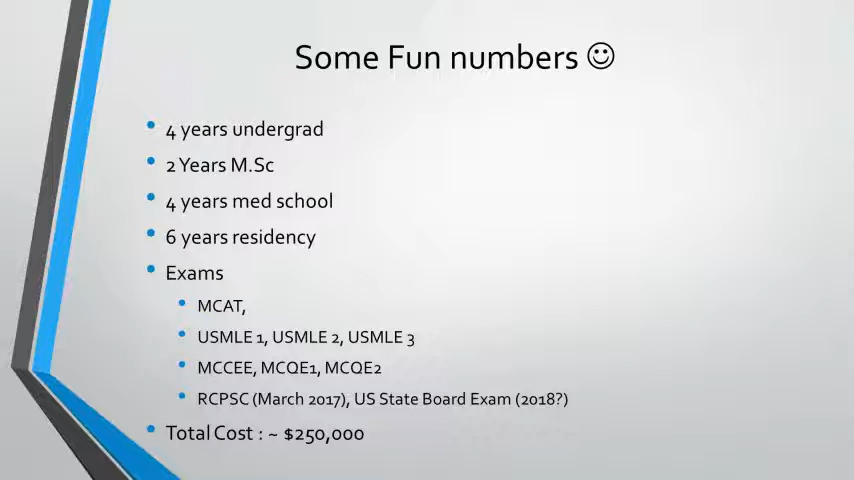 Some Fun numbers ☺
• 4 years undergrad
• 2 Years M.Sc
• 4 years med school
• 6 years residency
• Exams
• MCAT,
• USMLE 1, USMLE 2, USMLE 3
• MCCEE, MCQE1, MCQE2
• RCPSC (March 2017), US State Board Exam (2018?)
• Total Cost : ~ $250,000